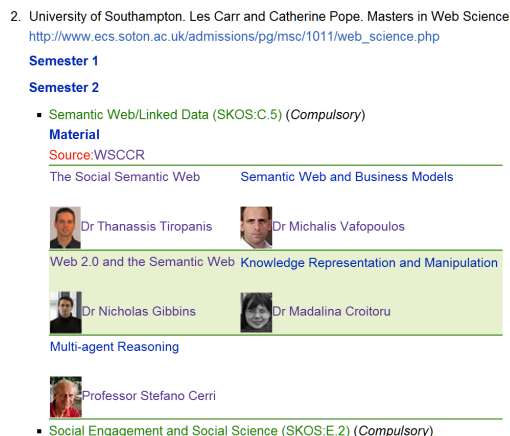 2. University of Southampton. Les Carr and Catherine Pope. Masters in Web Science
http://www.ecs.soton.ac.uk/admissions/pg/msc/1011/web_science.php
Semester 1
Semester 2
Semantic Web/Linked Data (SKOS:C.5) (Compulsory)
Material
Source:WSCCR
The Social Semantic Web Semantic Web and Business Models
Dr Thanassis Tiropanis Dr Michalis Vafopoulos
Web 2.0 and the Semantic Web Knowledge Representation and Manipulation
Dr Nicholas Gibbins Dr Madalina Croitoru
Multi-agent Reasoning
Professor Stefano Cerri
Social Engagement and Social Science (SKOS:E.2) (Compulsory)